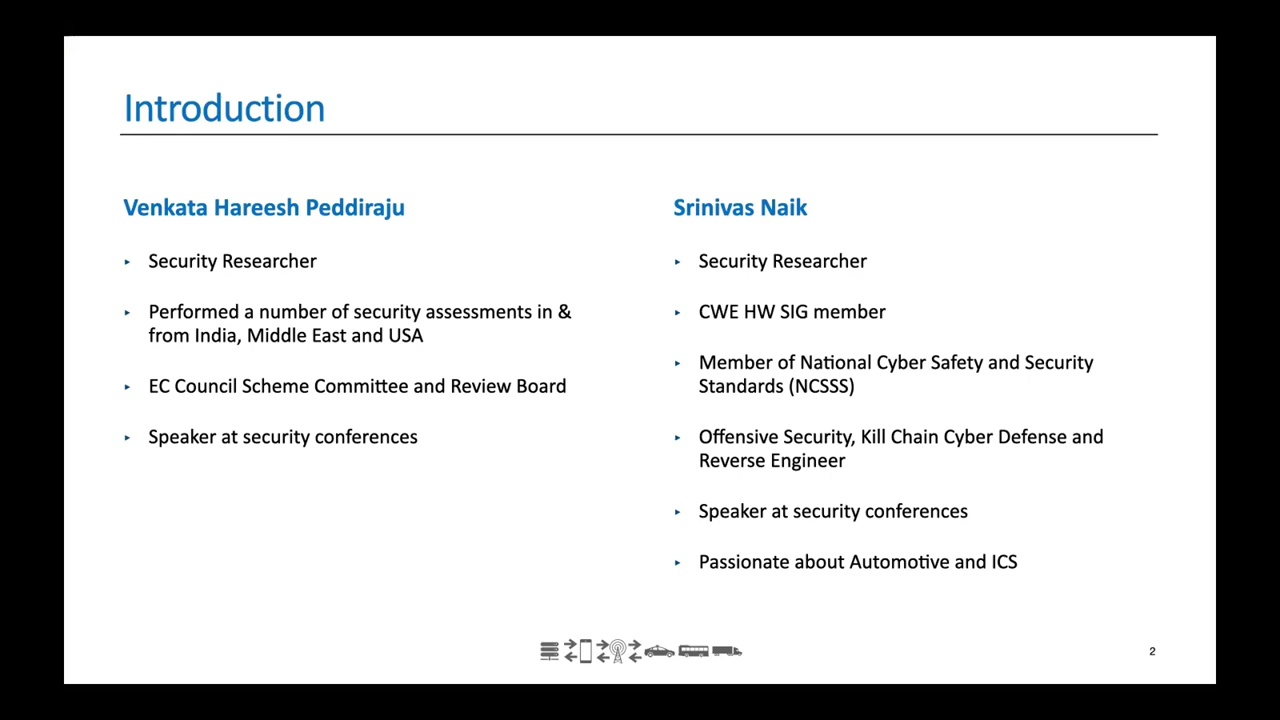 Introduction
Venkata Hareesh Peddiraju
Security Researcher
Performed a number of security assessments in &
from India, Middle East and USA
EC Council Scheme Committee and Review Board
Speaker at security conferences
Srinivas Naik
Security Researcher
CWE HW SIG member
Member of National Cyber Safety and Security
Standards (NCSSS)
Offensive Security, Kill Chain Cyber Defense and
Reverse Engineer
Speaker at security conferences
Passionate about Automotive and ICS
2